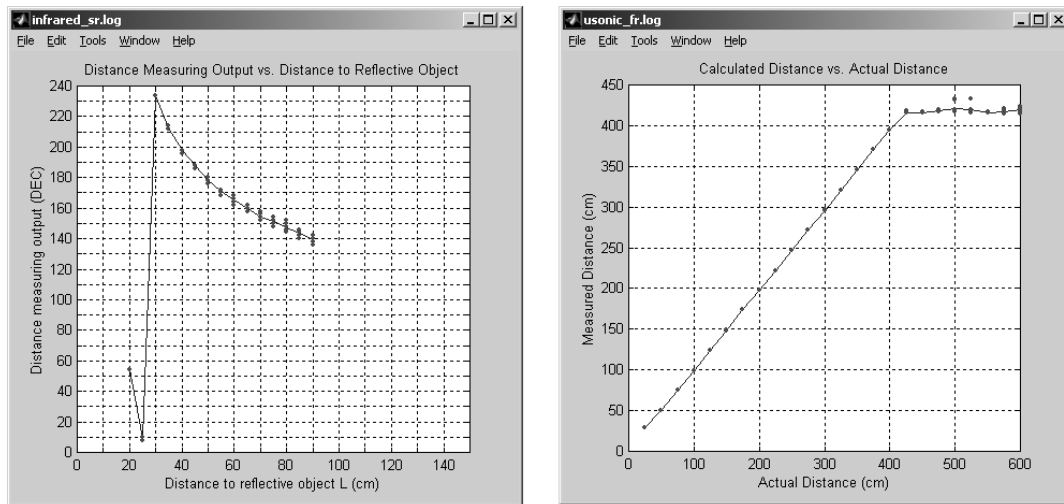 infrared_sr.log
File Edit Tools Window Help
Distance Measuring Output vs. Distance to Reflective Object
240
220
200
180
160
140
120
100
80
60
40
20
0
Distance measuring output (DEC)
0 20 40 60 80 100 120 140
Distance to reflective object L (cm)
usonic_fr.log
File Edit Tools Window Help
Calculated Distance vs. Actual Distance
450
400
350
300
250
200
150
100
50
0
Measured Distance (cm)
0 100 200 300 400 500 600
Actual Distance (cm)